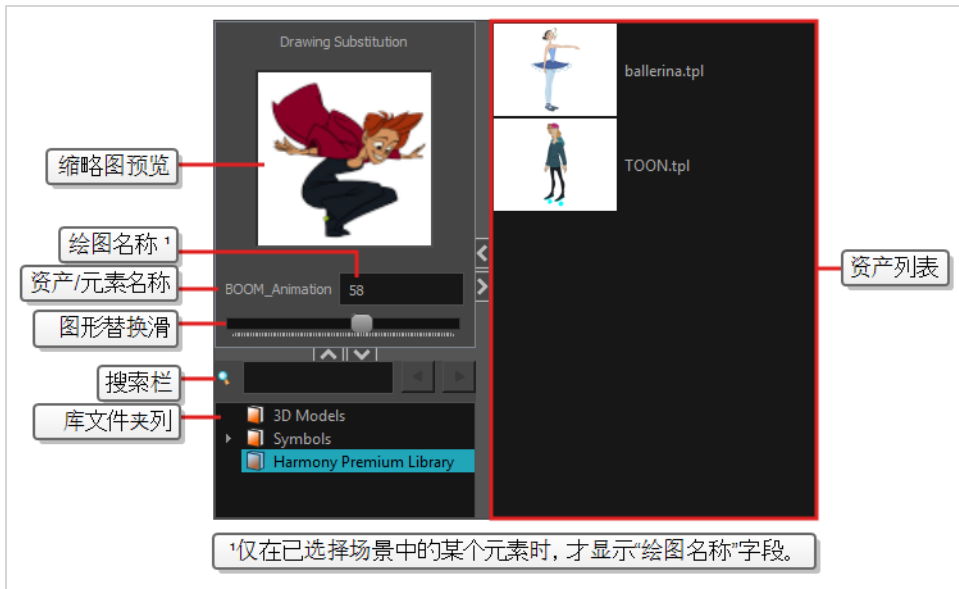 Drawing Substitution
ballerina.tpl
TOON.tpl
缩略图预览
绘图名称 ¹
资产/元素名称
BOOM_Animation 58
图形替换滑
资产列表
搜索栏
库文件夹列
3D Models
Symbols
Harmony Premium Library
¹仅在已选择场景中的某个元素时，才显示“绘图名称”字段。